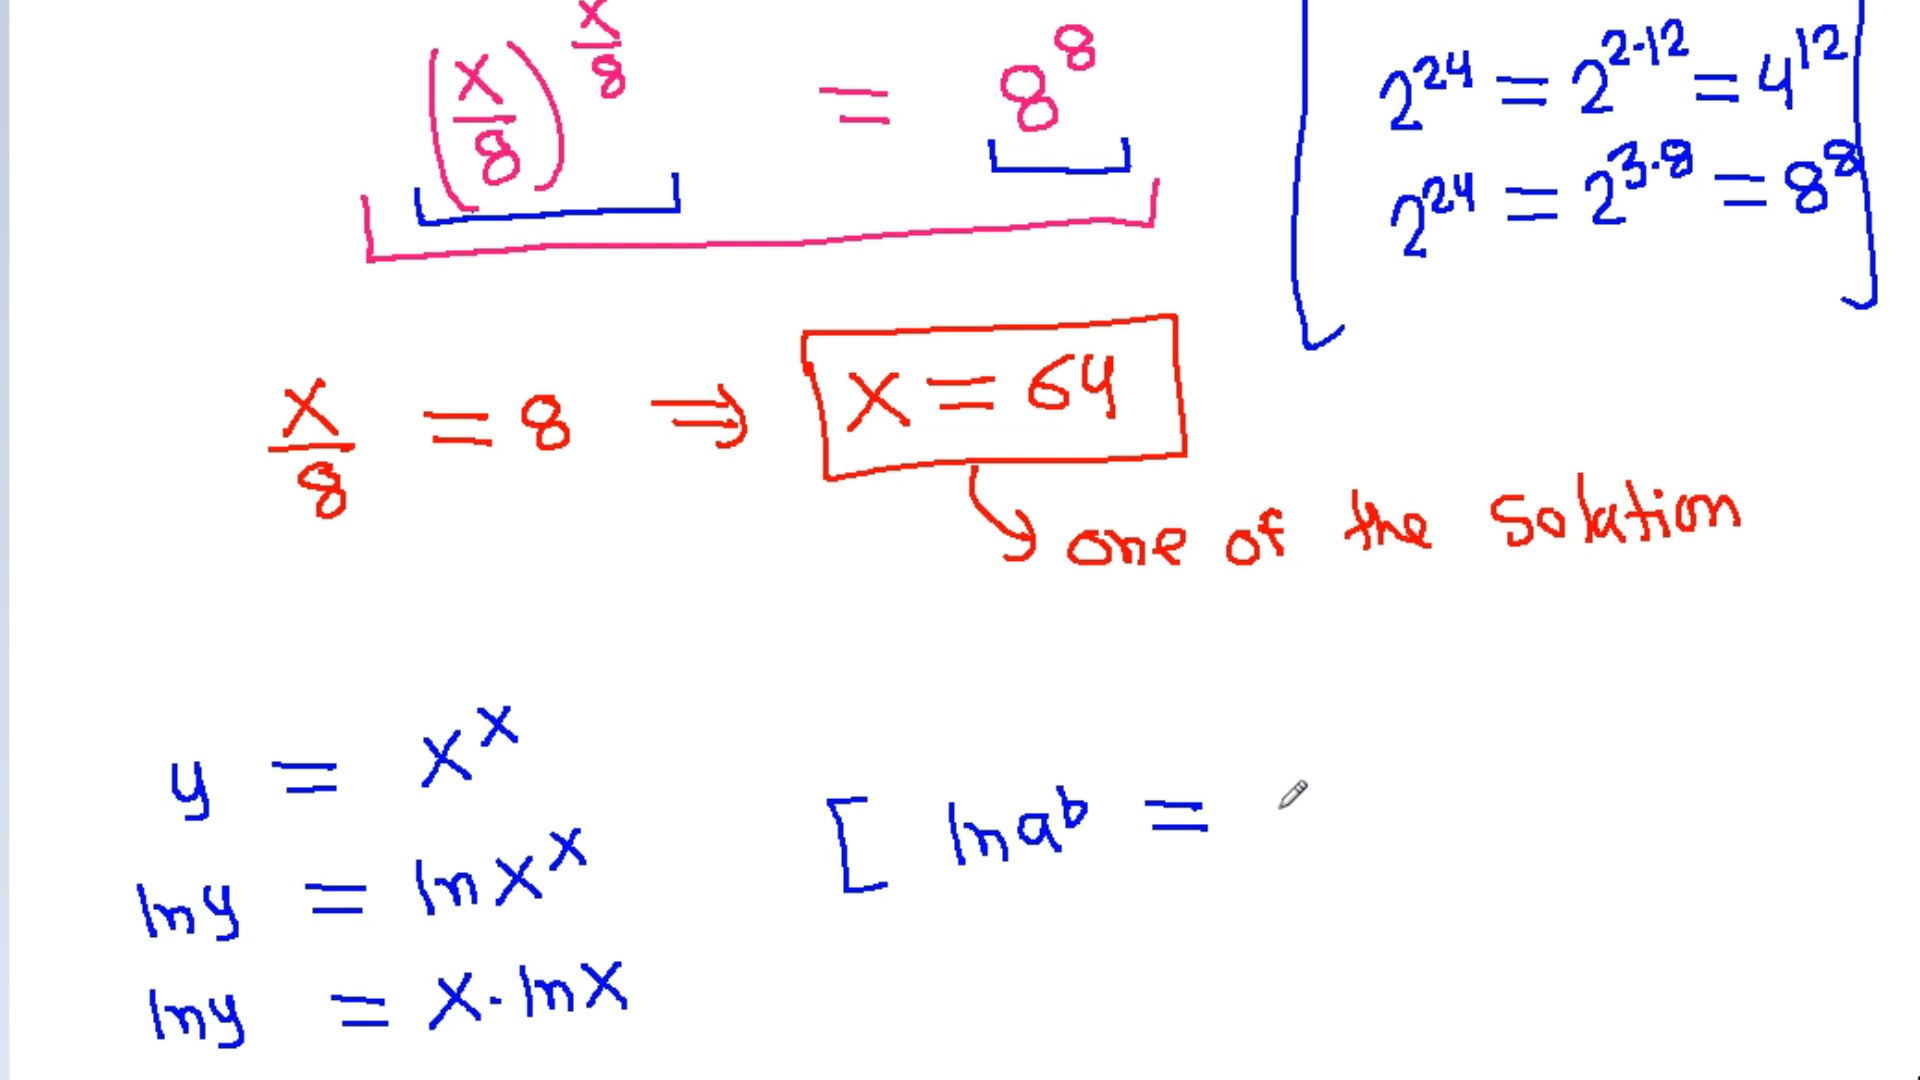 (x/8)^(x/8) = 8^8
2^24 = 2^(2·12) = 4^12
2^24 = 2^(3·8) = 8^8
x/8 = 8 ⇒ x = 64
one of the solution
y = x^x
ln y = ln x^x
ln y = x · ln x
[ ln a^b =